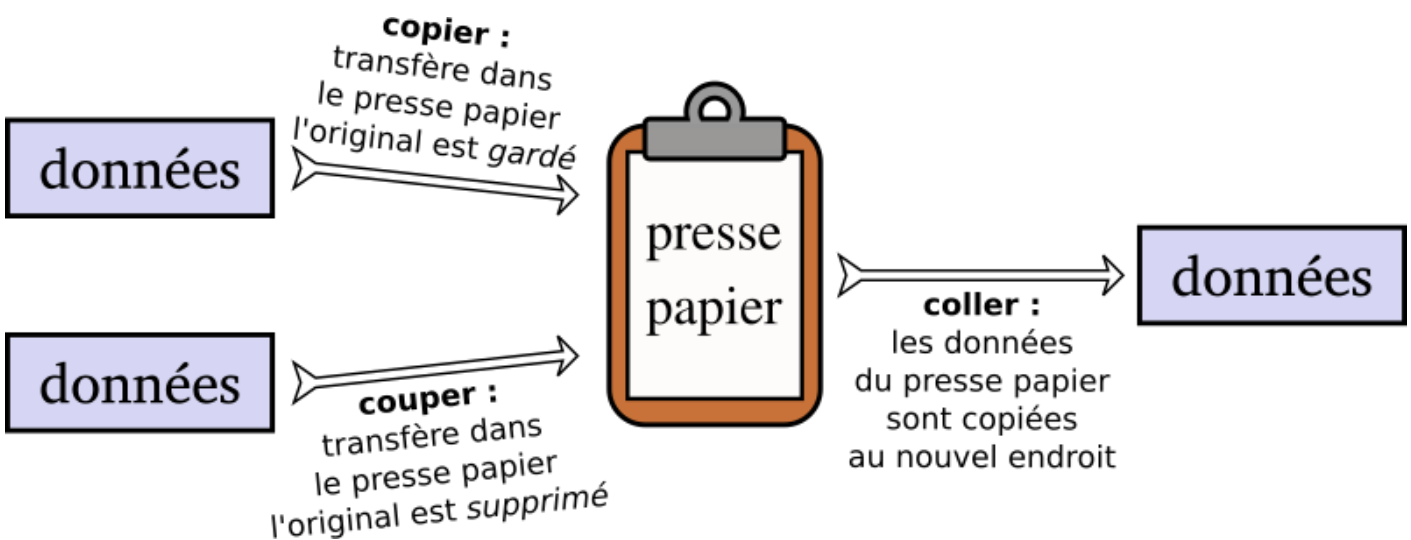 copier :
transfère dans
le presse papier
l'original est gardé
données
données
couper :
transfère dans
le presse papier
l'original est supprimé
presse
papier
coller :
les données
du presse papier
sont copiées
au nouvel endroit
données